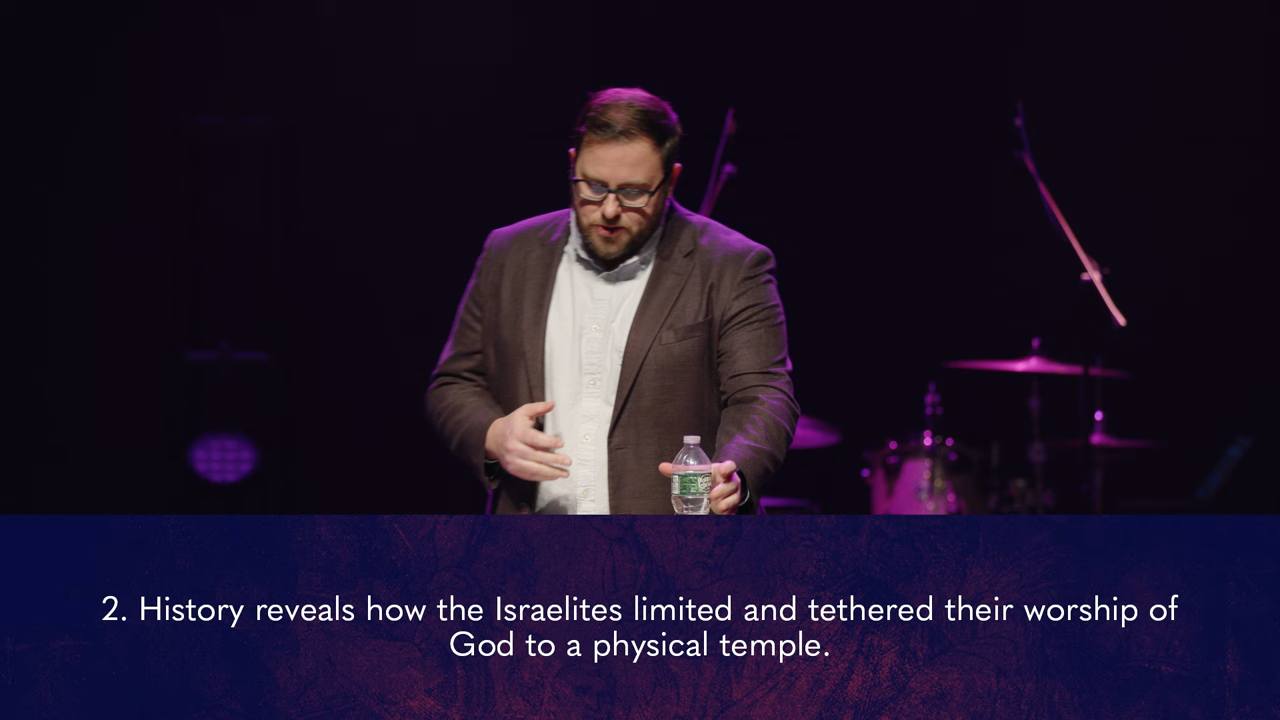 2. History reveals how the Israelites limited and tethered their worship of
God to a physical temple.